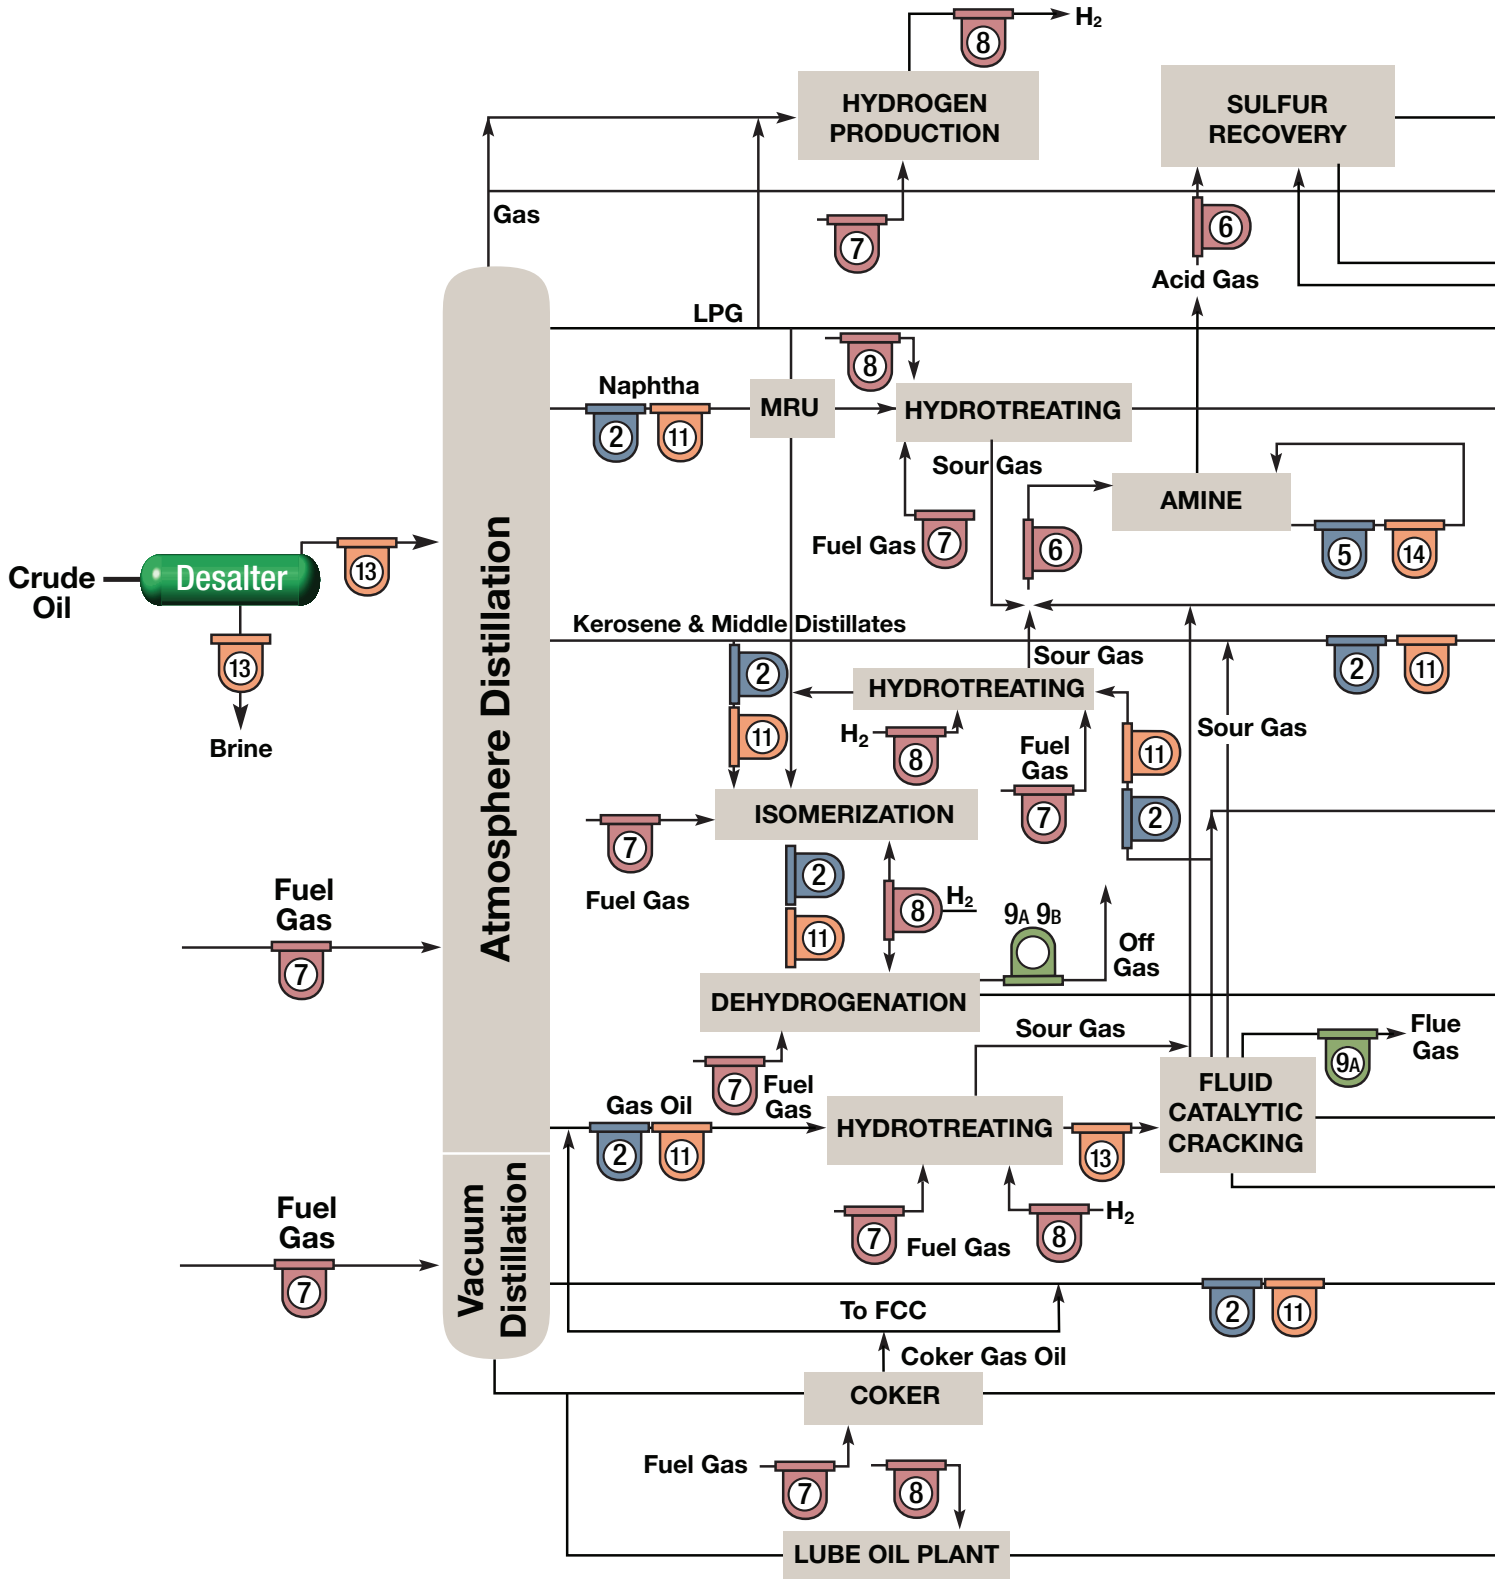 8
H₂
HYDROGEN
PRODUCTION
SULFUR
RECOVERY
Gas
7
6
Acid Gas
LPG
8
Naphtha
2
11
MRU
HYDROTREATING
Sour Gas
AMINE
Fuel Gas
7
6
5
14
Crude
Oil
Desalter
13
13
Brine
Atmosphere Distillation
Kerosene & Middle Distillates
2
11
Sour Gas
2
HYDROTREATING
11
H₂
8
Fuel
Gas
7
11
2
Sour Gas
ISOMERIZATION
7
Fuel Gas
2
11
8
H₂
9A 9B
Off
Gas
Fuel
Gas
7
DEHYDROGENATION
Sour Gas
9A
Flue
Gas
7
Fuel
Gas
Gas Oil
2
11
HYDROTREATING
13
FLUID
CATALYTIC
CRACKING
7
Fuel Gas
8
H₂
Fuel
Gas
7
Vacuum
Distillation
2
11
To FCC
Coker Gas Oil
COKER
Fuel Gas
7
8
LUBE OIL PLANT